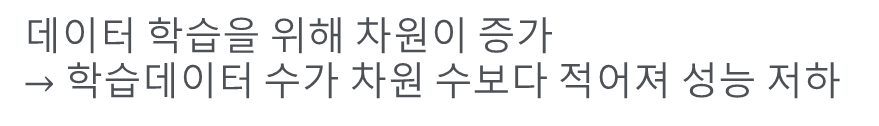 데이터 학습을 위해 차원이 증가
→ 학습데이터 수가 차원 수보다 적어져 성능 저하